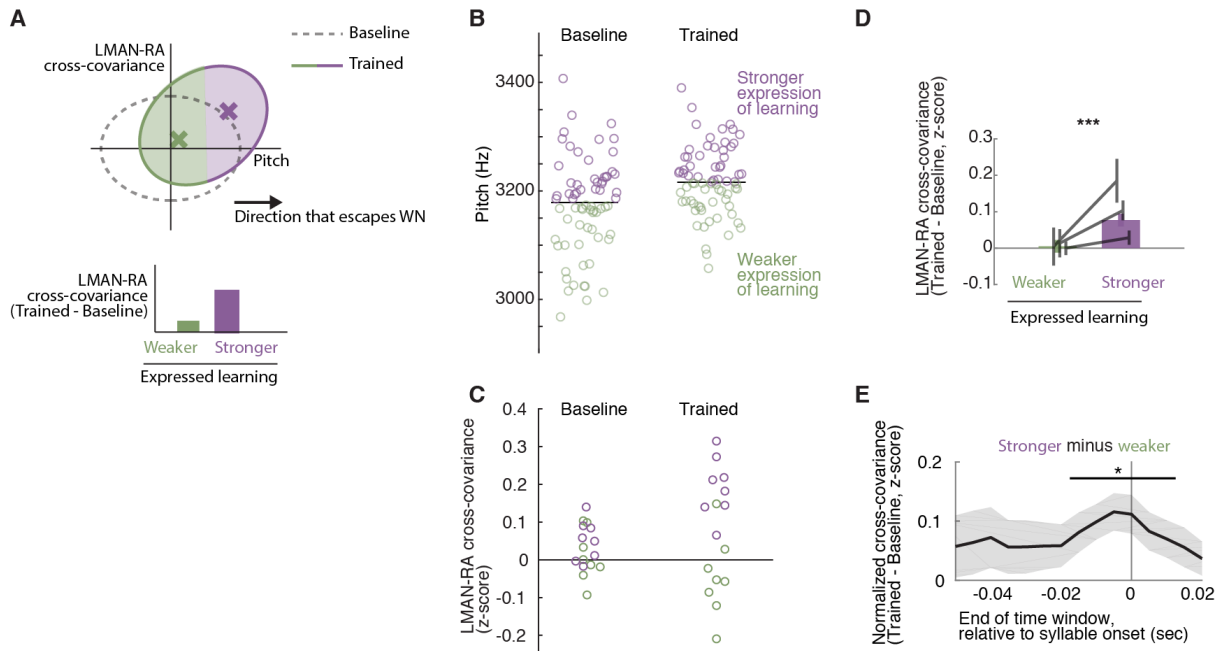 A
LMAN-RA
cross-covariance
Baseline
Trained
Pitch
Direction that escapes WN
LMAN-RA
cross-covariance
(Trained - Baseline)
Weaker
Stronger
Expressed learning
B
Baseline
Trained
Pitch (Hz)
3400
3200
3000
Stronger
expression
of learning
Weaker
expression
of learning
C
Baseline
Trained
LMAN-RA cross-covariance
(z-score)
0.4
0.3
0.2
0.1
0
-0.1
-0.2
D
LMAN-RA cross-covariance
(Trained - Baseline, z-score)
***
0.3
0.2
0.1
0
-0.1
Weaker
Stronger
Expressed learning
E
Normalized cross-covariance
(Trained - Baseline, z-score)
Stronger minus weaker
*
0.2
0.1
0
-0.04
-0.02
0
0.02
End of time window,
relative to syllable onset (sec)